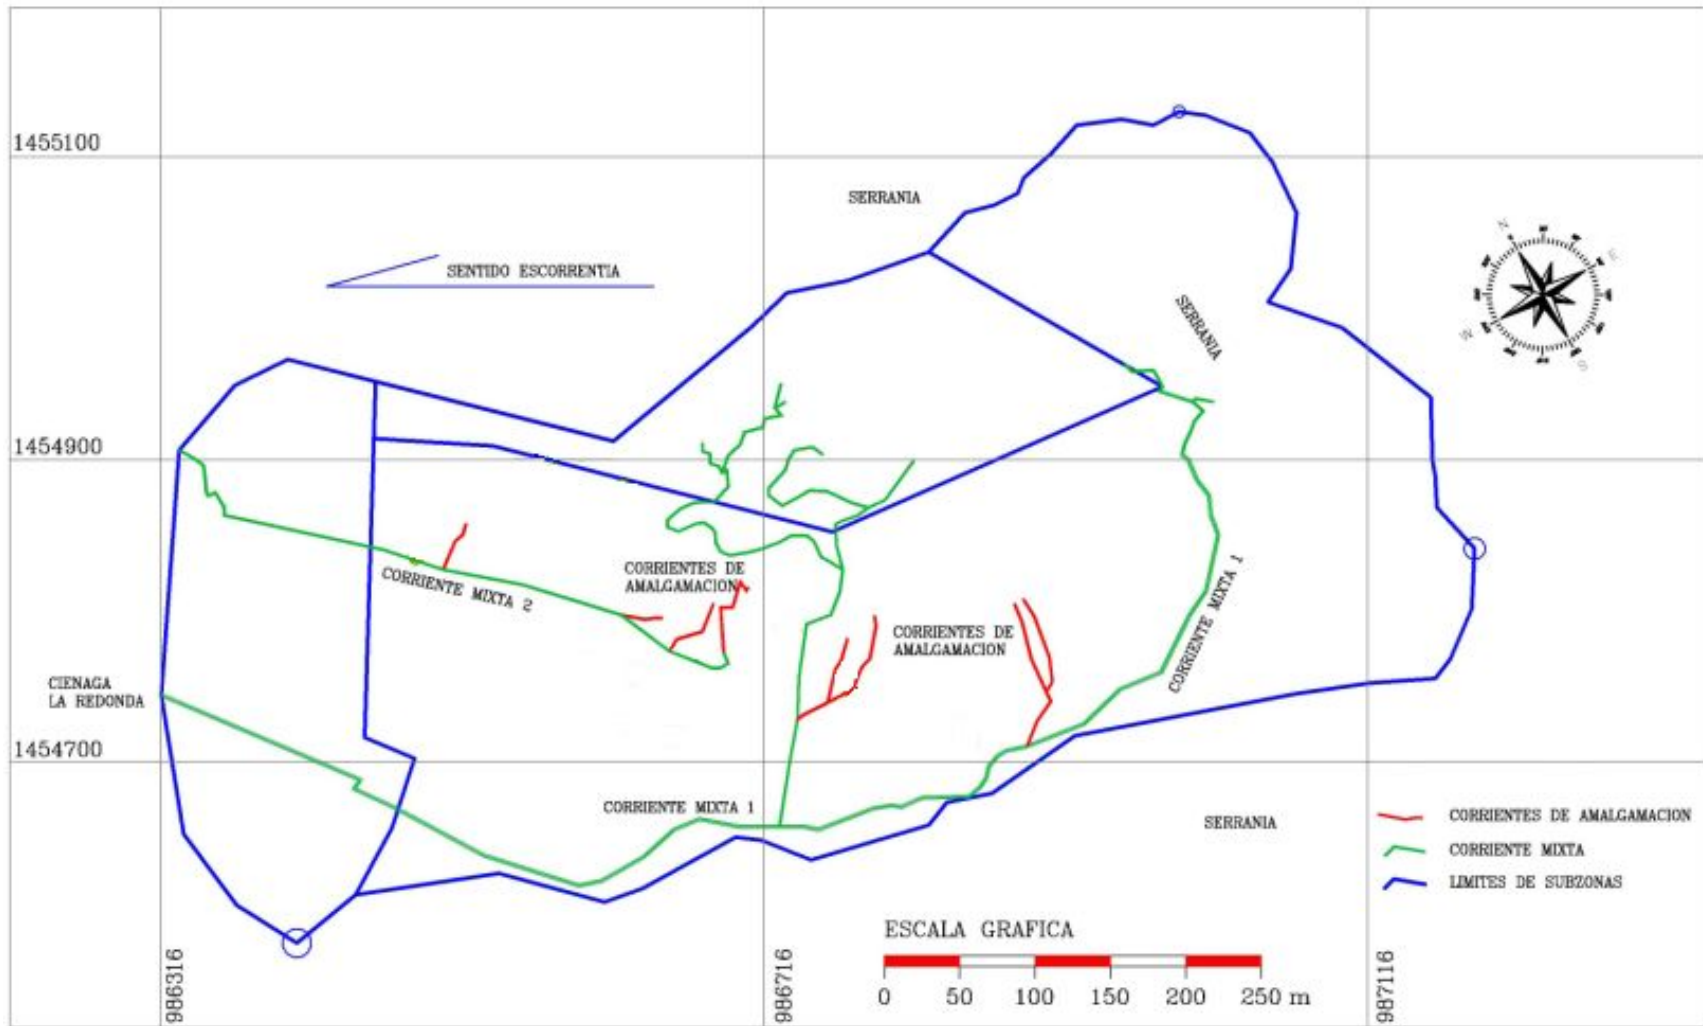 1455100
SERRANIA
SENTIDO ESCORRENTIA
SERRANIA
N
E
W
S
1454900
CORRIENTES DE
AMALGAMACION
CORRIENTE MIXTA 2
CORRIENTES DE
AMALGAMACION
CORRIENTE MIXTA 1
CIENAGA
LA REDONDA
1454700
CORRIENTE MIXTA 1
SERRANIA
CORRIENTES DE AMALGAMACION
CORRIENTE MIXTA
LIMITES DE SUBZONAS
ESCALA GRAFICA
0 50 100 150 200 250 m
986316
986716
987116